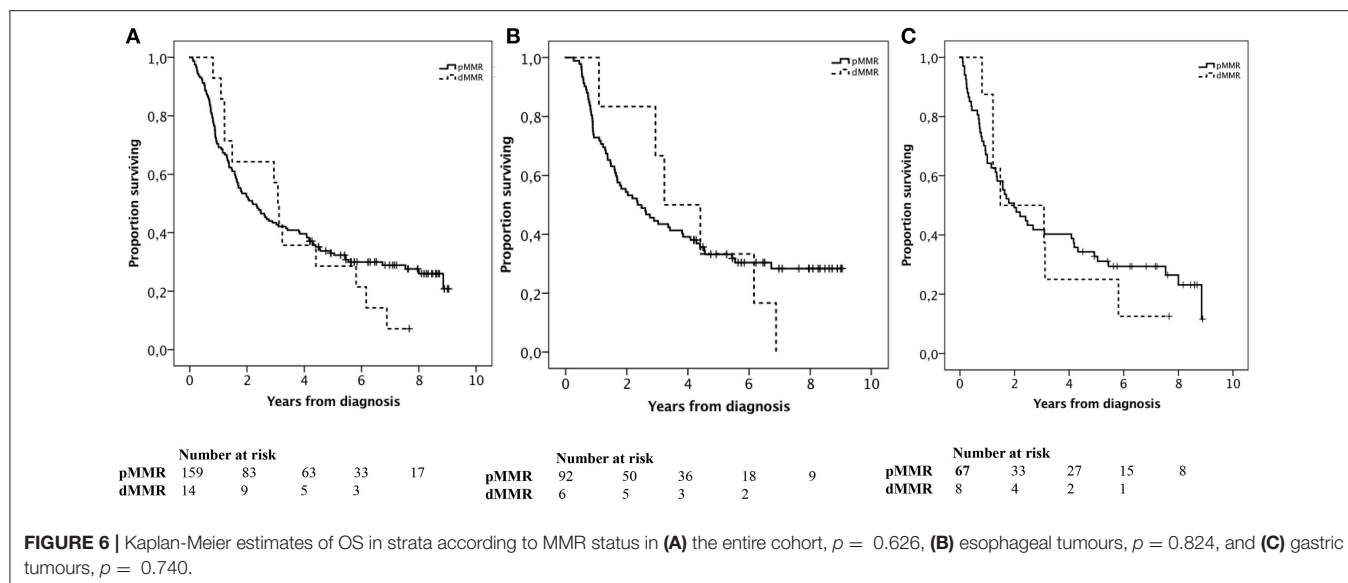 A
Proportion surviving
1,0
0,8
0,6
0,4
0,2
0,0
pMMR
dMMR
0 2 4 6 8 10
Years from diagnosis
Number at risk
pMMR 159 83 63 33 17
dMMR 14 9 5 3
B
Proportion surviving
1,0
0,8
0,6
0,4
0,2
0,0
pMMR
dMMR
0 2 4 6 8 10
Years from diagnosis
Number at risk
pMMR 92 50 36 18 9
dMMR 6 5 3 2
C
Proportion surviving
1,0
0,8
0,6
0,4
0,2
0,0
pMMR
dMMR
0 2 4 6 8 10
Years from diagnosis
Number at risk
pMMR 67 33 27 15 8
dMMR 8 4 2 1
FIGURE 6 | Kaplan-Meier estimates of OS in strata according to MMR status in (A) the entire cohort, p = 0.626, (B) esophageal tumours, p = 0.824, and (C) gastric
tumours, p = 0.740.